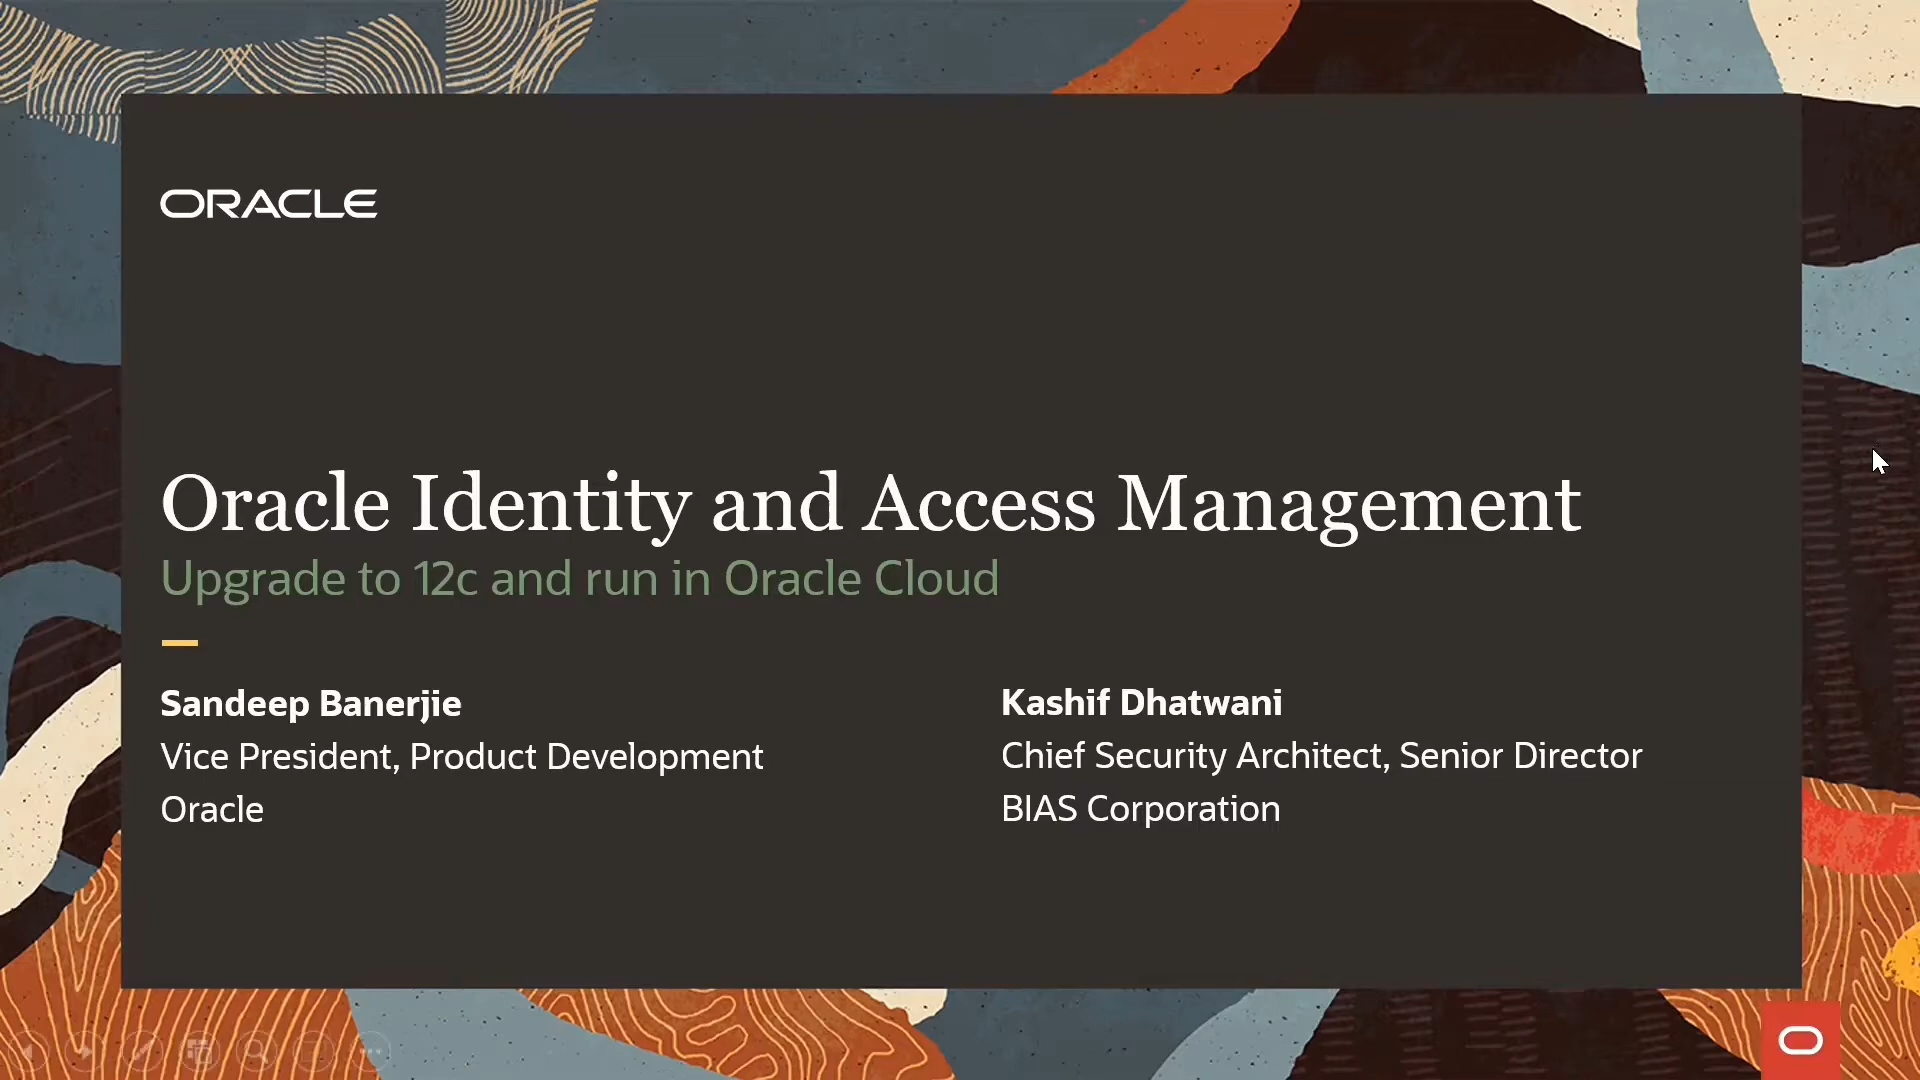 ORACLE
Oracle Identity and Access Management
Upgrade to 12c and run in Oracle Cloud
Sandeep Banerjie
Vice President, Product Development
Oracle
Kashif Dhatwani
Chief Security Architect, Senior Director
BIAS Corporation